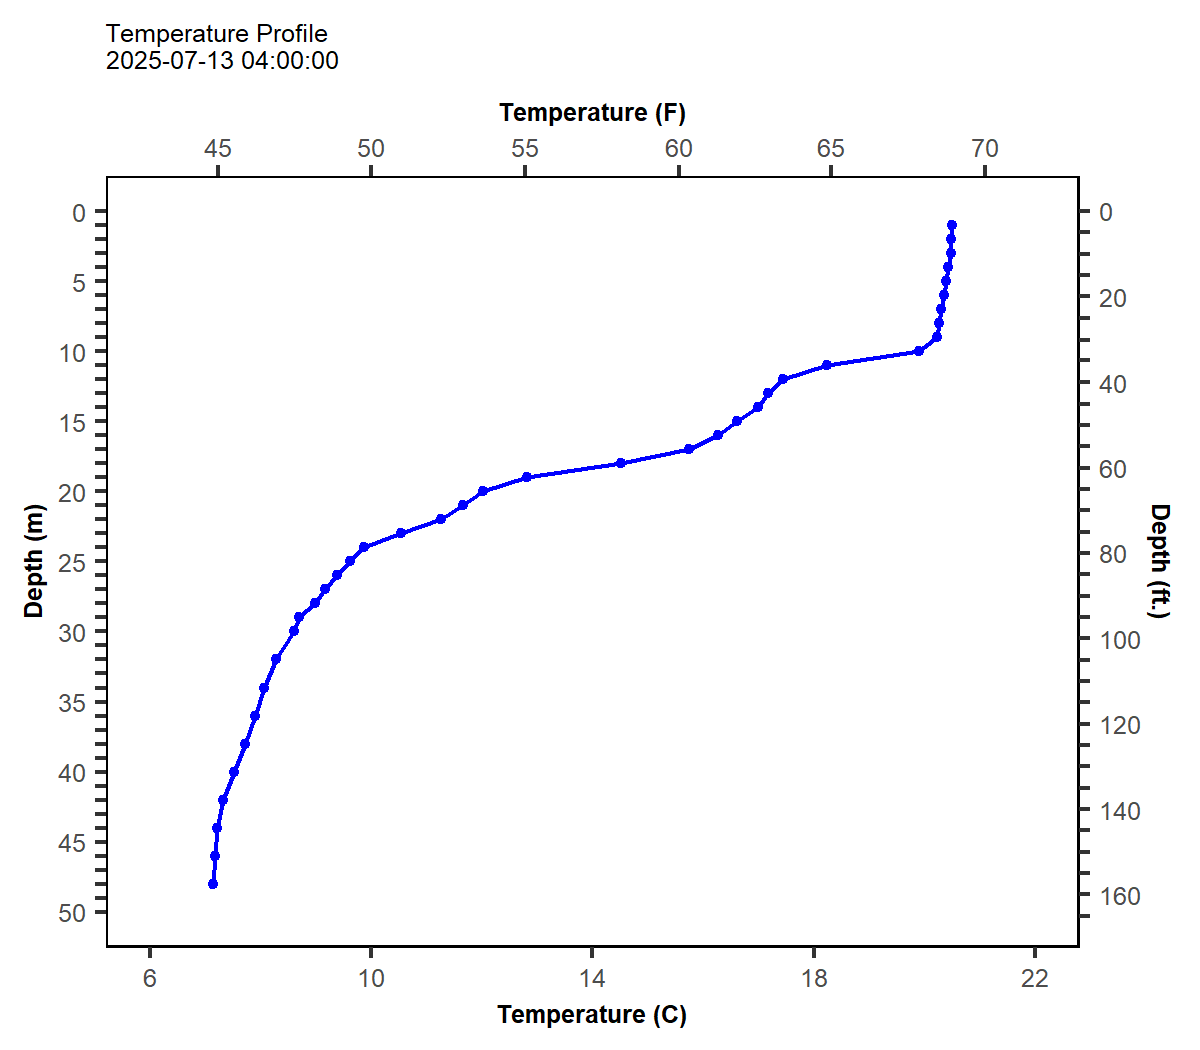 Temperature Profile
2025-07-13 04:00:00
Temperature (F)
45 50 55 60 65 70
0 0
5
20
10
40
15
60
20
Depth (m)
Depth (ft.)
80
25
30 100
35
120
40
140
45
160
50
6 10 14 18 22
Temperature (C)